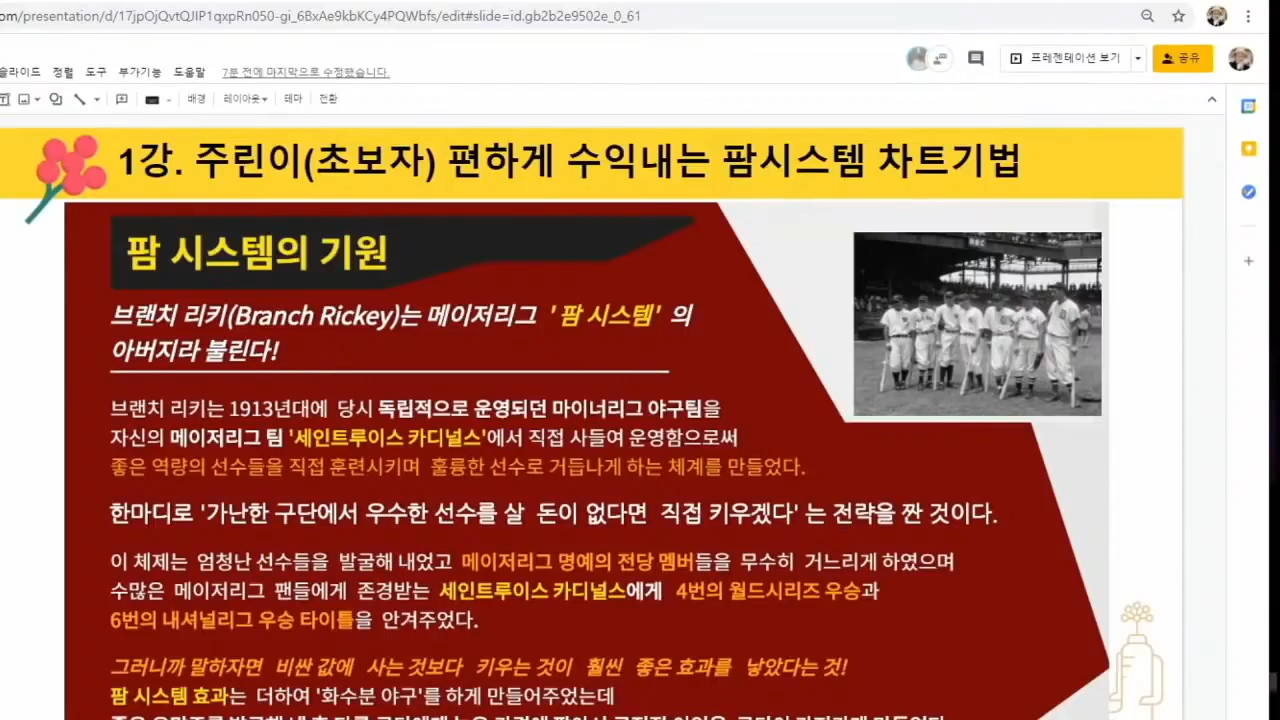 om/presentation/d/17jpOjQvtQJIP1qxpRn050-gi_6BxAe9kbKCy4PQWbfs/edit#slide=id.gb2b2e9502e_0_61
슬라이드 정렬 도구 부가기능 도움말 7분 전에 마지막으로 수정했습니다.
프레젠테이션 보기 공유
배경 레이아웃 테마 전환
1강. 주린이(초보자) 편하게 수익내는 팜시스템 차트기법
팜 시스템의 기원
브랜치 리키(Branch Rickey)는 메이저리그 '팜 시스템' 의
아버지라 불린다!
브랜치 리키는 1913년대에 당시 독립적으로 운영되던 마이너리그 야구팀을
자신의 메이저리그 팀 '세인트루이스 카디널스'에서 직접 사들여 운영함으로써
좋은 역량의 선수들을 직접 훈련시키며 훌륭한 선수로 거듭나게 하는 체계를 만들었다.
한마디로 '가난한 구단에서 우수한 선수를 살 돈이 없다면 직접 키우겠다' 는 전략을 짠 것이다.
이 체제는 엄청난 선수들을 발굴해 내었고 메이저리그 명예의 전당 멤버들을 무수히 거느리게 하였으며
수많은 메이저리그 팬들에게 존경받는 세인트루이스 카디널스에게 4번의 월드시리즈 우승과
6번의 내셔널리그 우승 타이틀을 안겨주었다.
그러니까 말하자면 비싼 값에 사는 것보다 키우는 것이 훨씬 좋은 효과를 낳았다는 것!
팜 시스템 효과는 더하여 '화수분 야구'를 하게 만들어주었는데